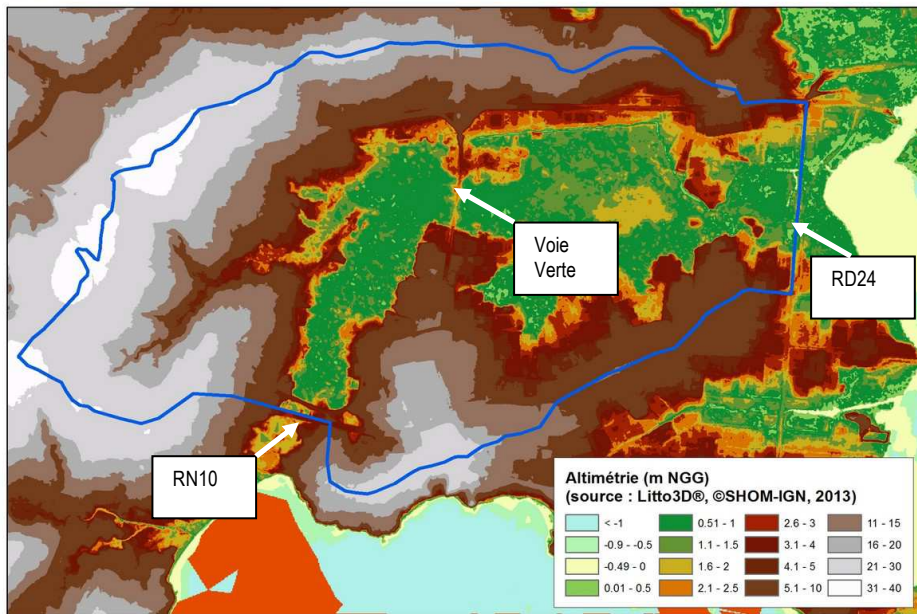 Voie
Verte
RD24
RN10
Altimétrie (m NGG)
(source : Litto3D®, ©SHOM-IGN, 2013)
< -1
0.51 - 1
2.6 - 3
11 - 15
-0.9 - -0.5
1.1 - 1.5
3.1 - 4
16 - 20
-0.49 - 0
1.6 - 2
4.1 - 5
21 - 30
0.01 - 0.5
2.1 - 2.5
5.1 - 10
31 - 40